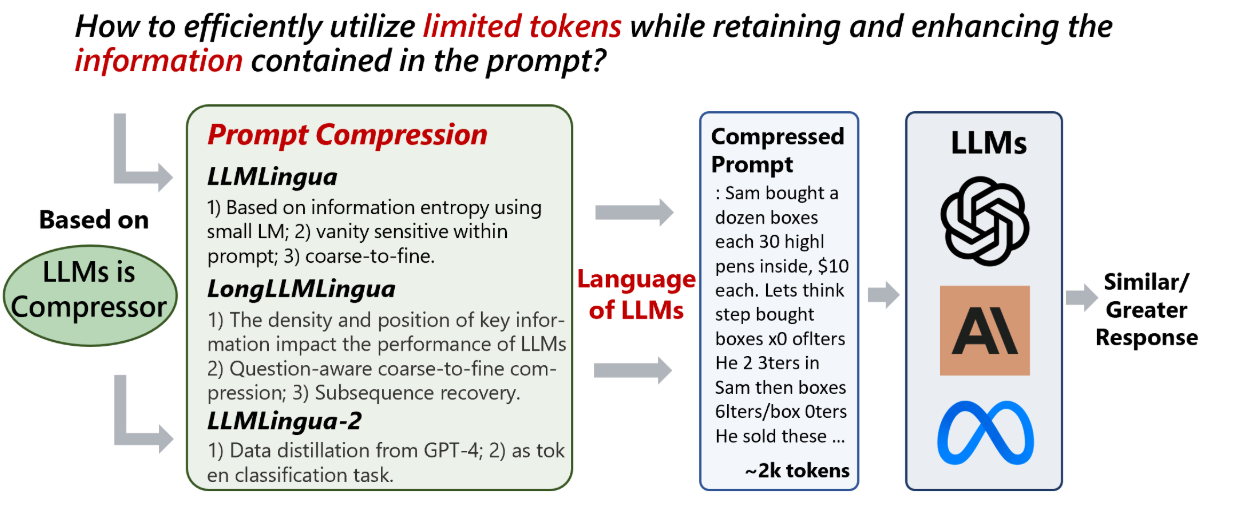 How to efficiently utilize limited tokens while retaining and enhancing the
information contained in the prompt?
Based on
LLMs is
Compressor
Prompt Compression
LLMLingua
1) Based on information entropy using
small LM; 2) vanity sensitive within
prompt; 3) coarse-to-fine.
LongLLMLingua
1) The density and position of key infor-
mation impact the performance of LLMs
2) Question-aware coarse-to-fine com-
pression; 3) Subsequence recovery.
LLMLingua-2
1) Data distillation from GPT-4; 2) as tok
en classification task.
Language
of LLMs
Compressed
Prompt
: Sam bought a
dozen boxes
each 30 highl
pens inside, $10
each. Lets think
step bought
boxes x0 oflters
He 2 3ters in
Sam then boxes
6lters/box 0ters
He sold these ...
~2k tokens
LLMs
Similar/
Greater
Response